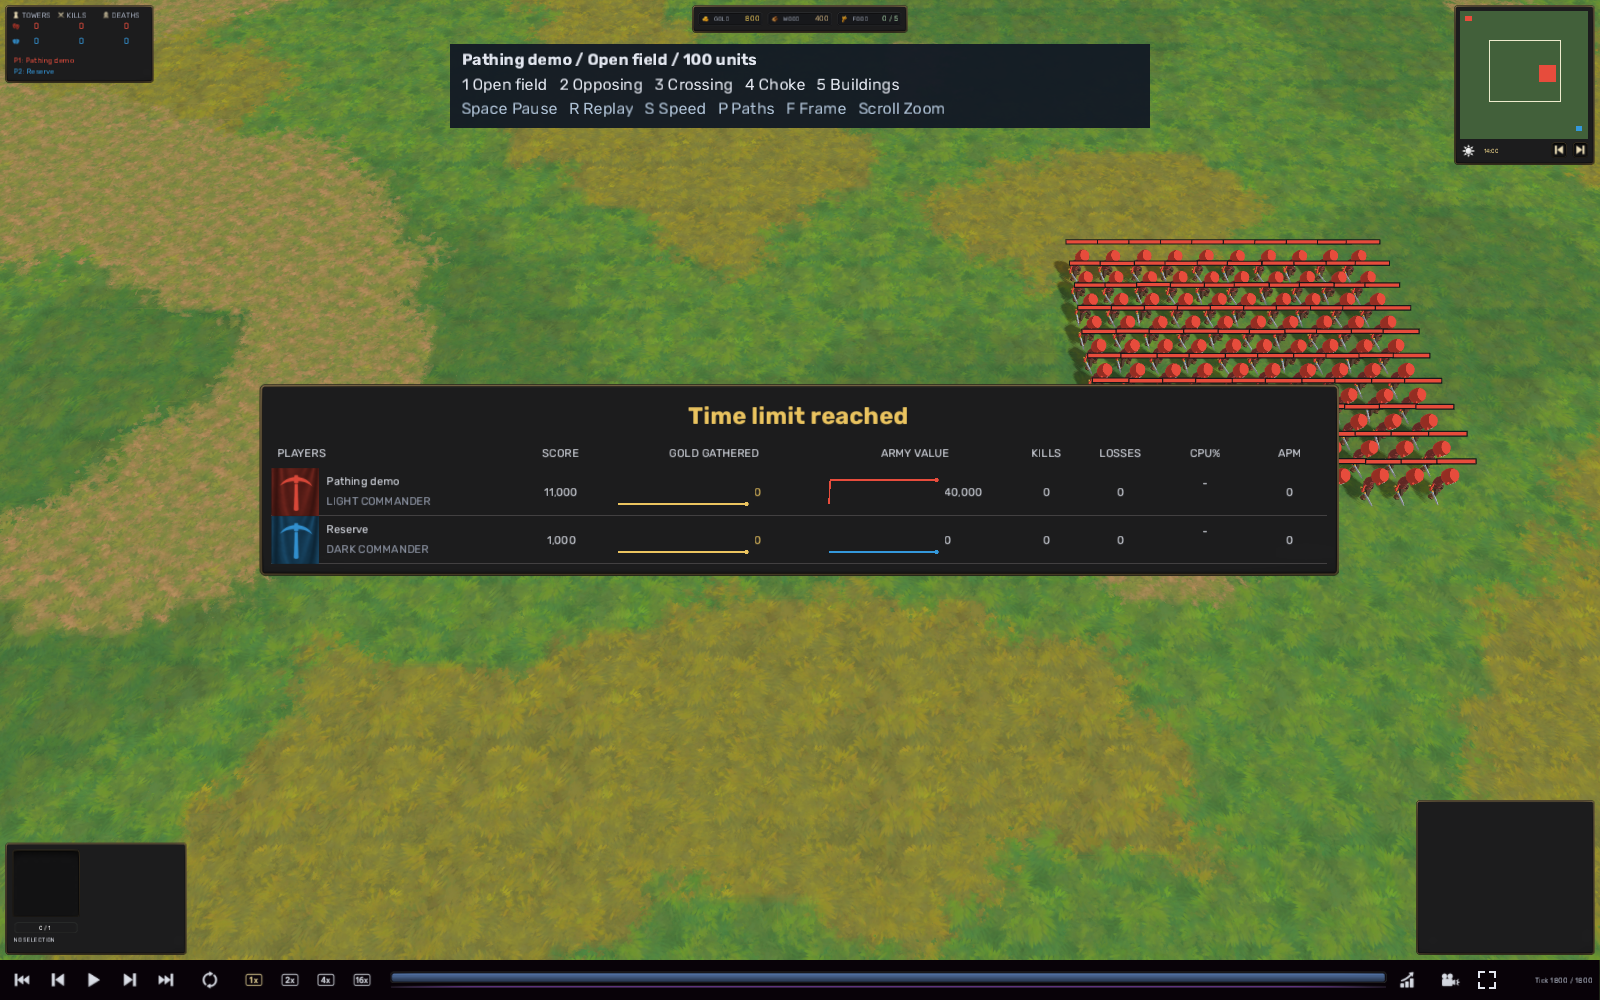 TOWERS KILLS DEATHS
0 0 0
0 0 0
P1: Pathing demo
P2: Reserve
GOLD 800 WOOD 400 FOOD 0 / 5
Pathing demo / Open field / 100 units
1 Open field 2 Opposing 3 Crossing 4 Choke 5 Buildings
Space Pause R Replay S Speed P Paths F Frame Scroll Zoom
14:00
Time limit reached
PLAYERS SCORE GOLD GATHERED ARMY VALUE KILLS LOSSES CPU% APM
Pathing demo
LIGHT COMMANDER
11,000 0 40,000 0 0 - 0
Reserve
DARK COMMANDER
1,000 0 0 0 0 - 0
0 / 1
NO SELECTION
1x 2x 4x 16x
Tick 1800 / 1800